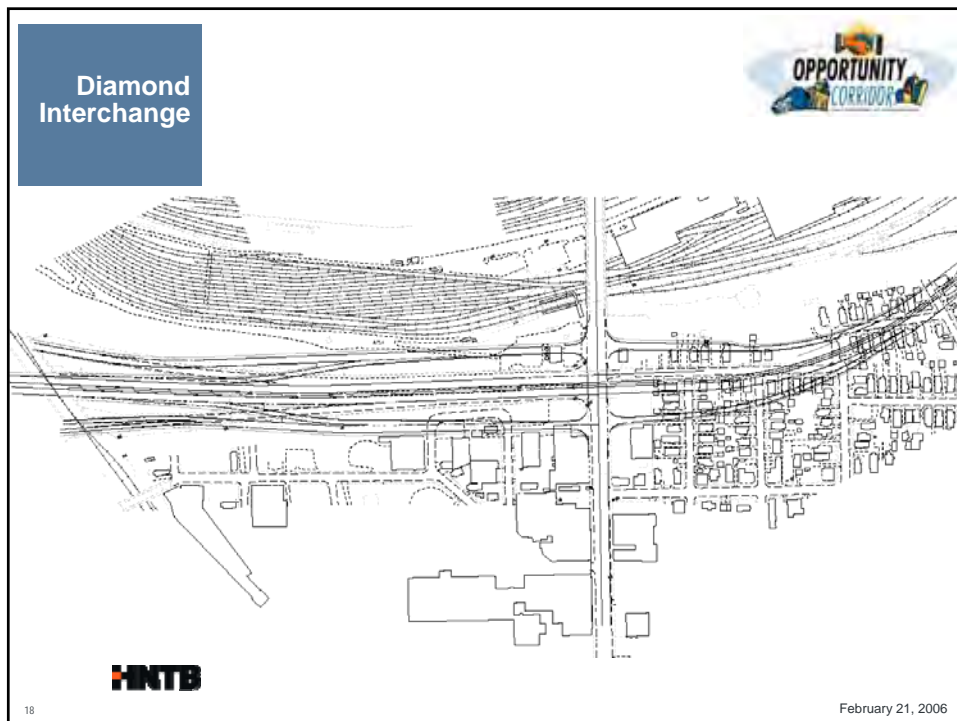 Diamond
Interchange
OPPORTUNITY
CORRIDOR
HNTB
18
February 21, 2006